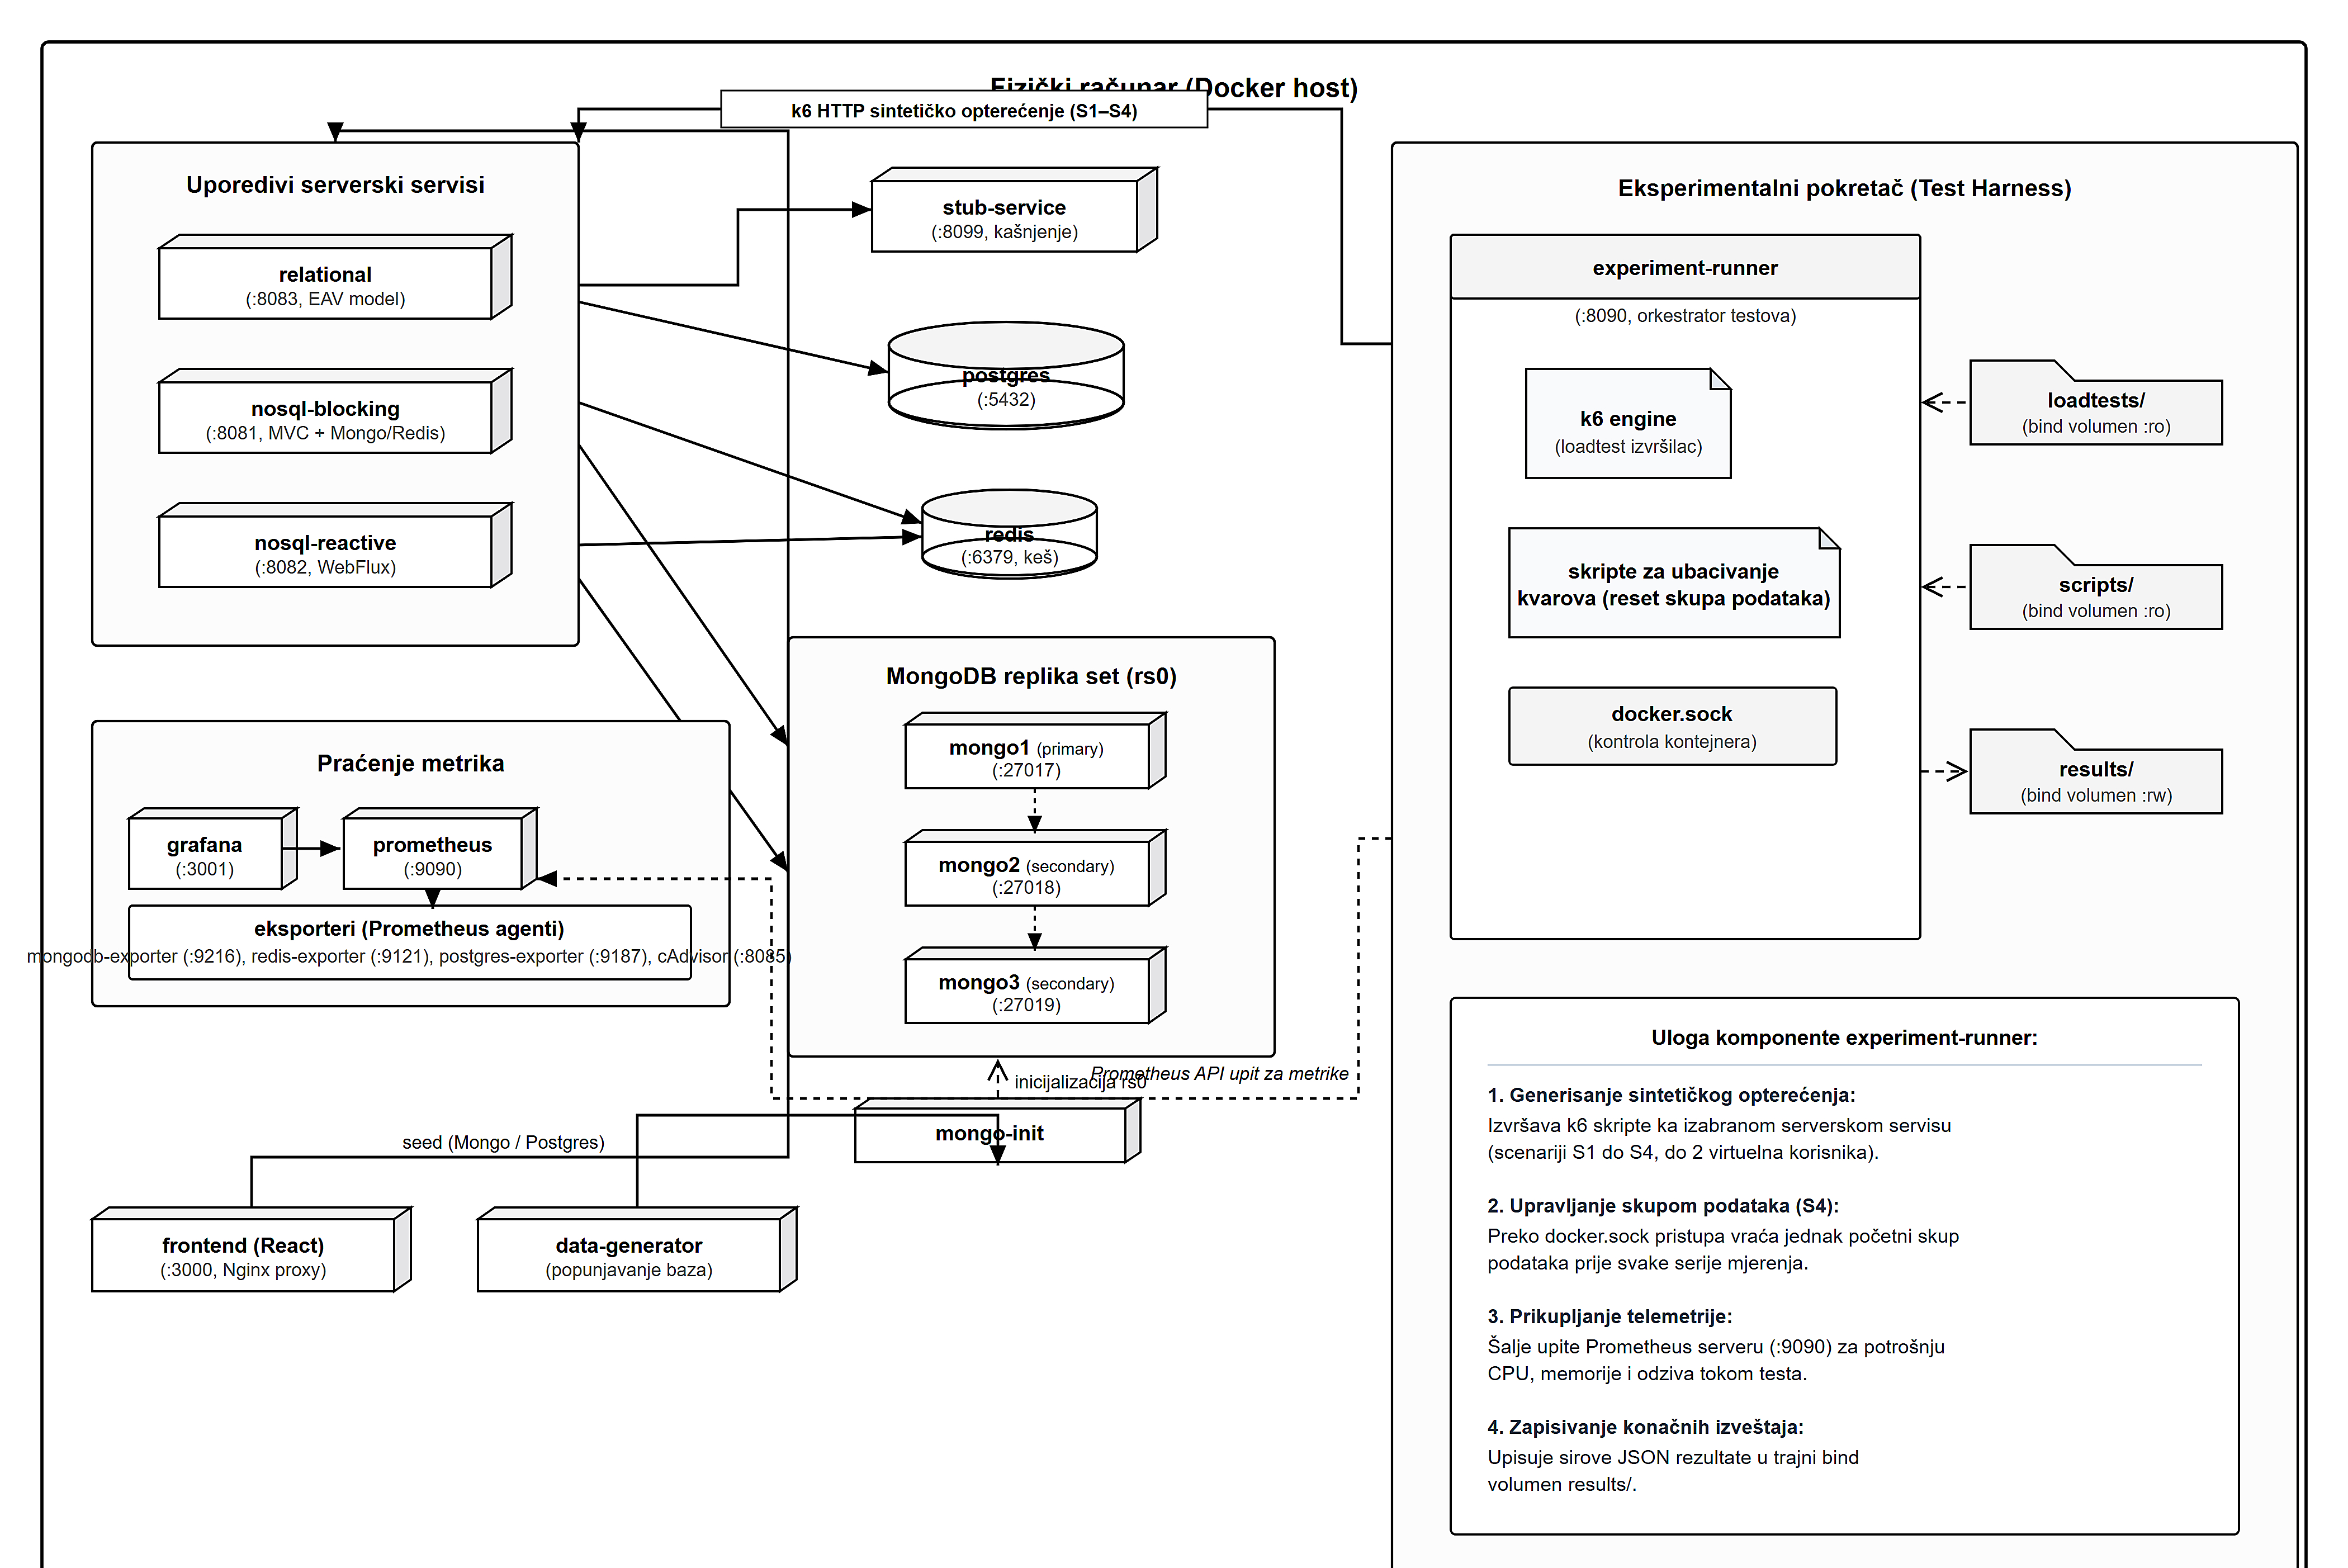 Fizički računar (Docker host)
k6 HTTP sintetičko opterećenje (S1–S4)
Uporedivi serverski servisi
relational
(:8083, EAV model)
nosql-blocking
(:8081, MVC + Mongo/Redis)
nosql-reactive
(:8082, WebFlux)
stub-service
(:8099, kašnjenje)
postgres
(:5432)
redis
(:6379, keš)
MongoDB replika set (rs0)
mongo1 (primary)
(:27017)
mongo2 (secondary)
(:27018)
mongo3 (secondary)
(:27019)
inicijalizacija rs0
Prometheus API upit za metrike
mongo-init
Praćenje metrika
grafana
(:3001)
prometheus
(:9090)
eksporteri (Prometheus agenti)
mongodb-exporter (:9216), redis-exporter (:9121), postgres-exporter (:9187), cAdvisor (:8085)
seed (Mongo / Postgres)
frontend (React)
(:3000, Nginx proxy)
data-generator
(popunjavanje baza)
Eksperimentalni pokretač (Test Harness)
experiment-runner
(:8090, orkestrator testova)
k6 engine
(loadtest izvršilac)
skripte za ubacivanje
kvarova (reset skupa podataka)
docker.sock
(kontrola kontejnera)
loadtests/
(bind volumen :ro)
scripts/
(bind volumen :ro)
results/
(bind volumen :rw)
Uloga komponente experiment-runner:
1. Generisanje sintetičkog opterećenja:
Izvršava k6 skripte ka izabranom serverskom servisu
(scenariji S1 do S4, do 2 virtuelna korisnika).
2. Upravljanje skupom podataka (S4):
Preko docker.sock pristupa vraća jednak početni skup
podataka prije svake serije mjerenja.
3. Prikupljanje telemetrije:
Šalje upite Prometheus serveru (:9090) za potrošnju
CPU, memorije i odziva tokom testa.
4. Zapisivanje konačnih izveštaja:
Upisuje sirove JSON rezultate u trajni bind
volumen results/.